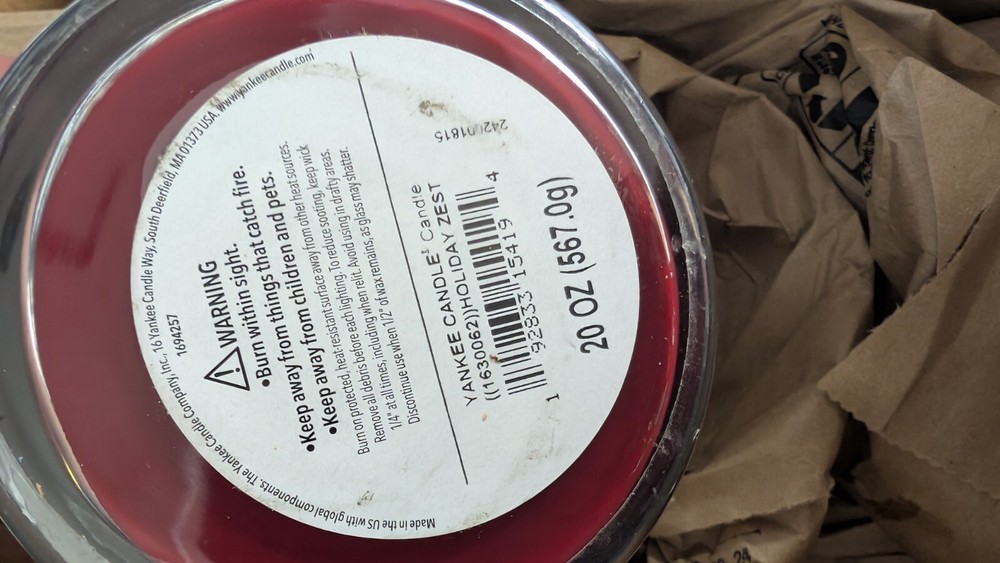 Made in the US with global components. The Yankee Candle Company, Inc., 16 Yankee Candle Way, South Deerfield, MA 01373 USA. www.yankeecandle.com
1694257
WARNING
•Burn within sight.
•Keep away from things that catch fire.
•Keep away from children and pets.
Burn on protected, heat-resistant surface away from other heat sources.
Remove all debris before each lighting. To reduce sooting, keep wick
1/4" at all times, including when relit. Avoid using in drafty areas.
Discontinue use when 1/2" of wax remains, as glass may shatter.
YANKEE CANDLE® Candle
((1630062))HOLIDAY ZEST
1 92833 15419 4
20 OZ (567.0g)
24